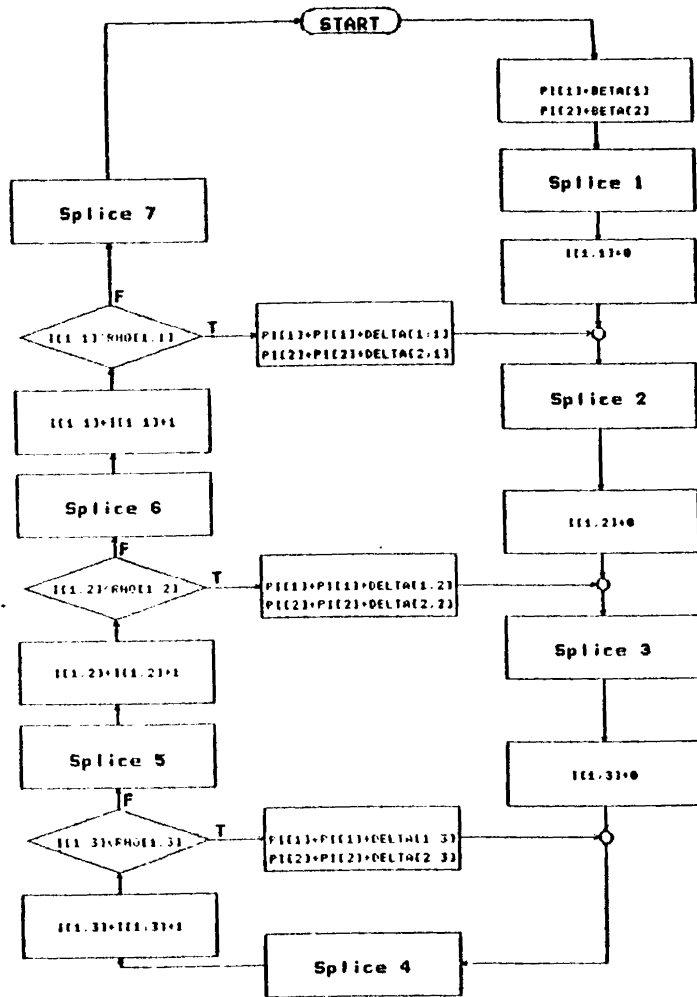 START
PI[1]+BETA[1]
PI[2]+BETA[2]
Splice 1
I[1,1]+0
Splice 7
F
I[1,1]<RHO[1,1]
T
PI[1]+PI[1]+DELTA[1,1]
PI[2]+PI[2]+DELTA[2,1]
Splice 2
I[1,1]+I[1,1]+1
Splice 6
I[1,2]+0
F
I[1,2]<RHO[1,2]
T
PI[1]+PI[1]+DELTA[1,2]
PI[2]+PI[2]+DELTA[2,2]
Splice 3
I[1,2]+I[1,2]+1
Splice 5
I[1,3]+0
F
I[1,3]<RHO[1,3]
T
PI[1]+PI[1]+DELTA[1,3]
PI[2]+PI[2]+DELTA[2,3]
I[1,3]+I[1,3]+1
Splice 4